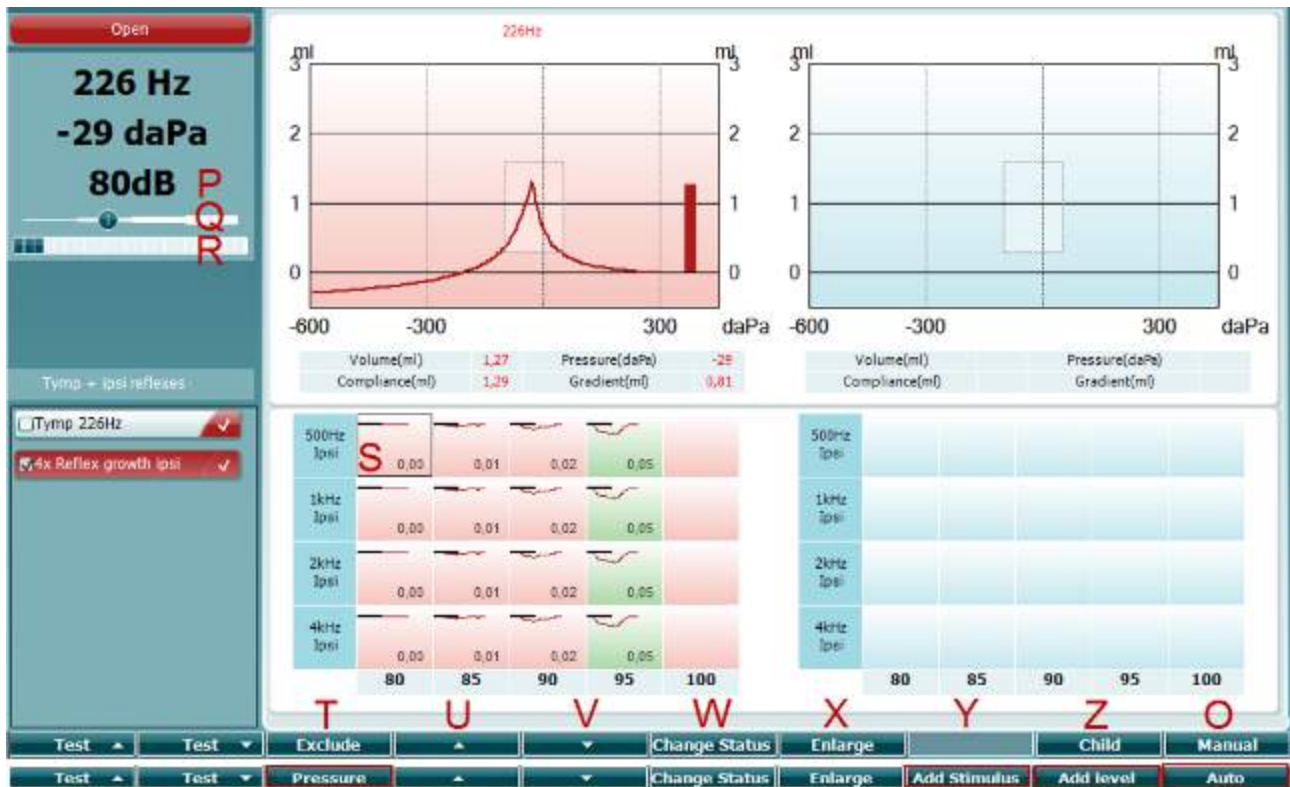 Open
226 Hz
-29 daPa
80dB P
Q
R
Tymp + ipsi reflexes
Tymp 226Hz
4x Reflex growth ipsi
226Hz
ml ml
3 3
2 2
1 1
0 0
-600 -300 300 daPa
Volume(ml) 1,27 Pressure(daPa) -29
Compliance(ml) 1,29 Gradient(ml) 0,81
ml ml
3 3
2 2
1 1
0 0
-600 -300 300 daPa
Volume(ml) Pressure(daPa)
Compliance(ml) Gradient(ml)
500Hz
Ipsi
S 0,00 0,01 0,02 0,05
1kHz
Ipsi
0,00 0,01 0,02 0,05
2kHz
Ipsi
0,00 0,01 0,02 0,05
4kHz
Ipsi
0,00 0,01 0,02 0,05
80 85 90 95 100
500Hz
Ipsi
1kHz
Ipsi
2kHz
Ipsi
4kHz
Ipsi
80 85 90 95 100
T U V W X Y Z O
Test Test Exclude Change Status Enlarge Child Manual
Test Test Pressure Change Status Enlarge Add Stimulus Add level Auto